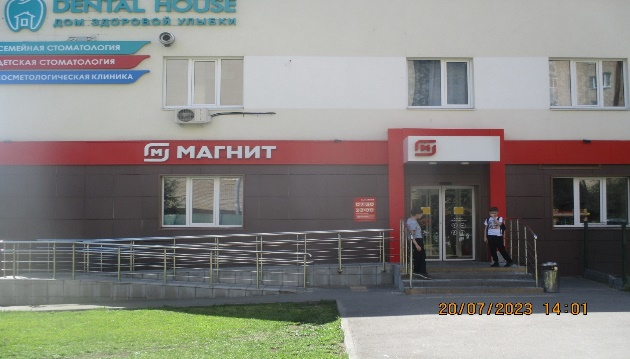 DENTAL HOUSE
ДОМ ЗДОРОВОЙ УЛЫБКИ
СЕМЕЙНАЯ СТОМАТОЛОГИЯ
ДЕТСКАЯ СТОМАТОЛОГИЯ
КОСМЕТОЛОГИЧЕСКАЯ КЛИНИКА
М МАГНИТ
М
20/07/2023 14:01